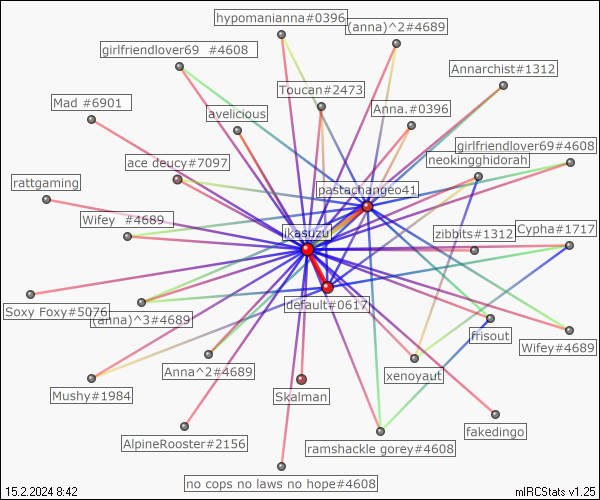 hypomanianna#0396
(anna)^2#4689
girlfriendlover69  #4608
Annarchist#1312
Toucan#2473
Mad #6901
avelicious
Anna.#0396
girlfriendlover69#4608
ace deucy#7097
neokingghidorah
rattgaming
pastachangeo41
Wifey  #4689
ikasuzu
zibbits#1312
Cypha#1717
Soxy Foxy#5076
default#0617
(anna)^3#4689
frisout
Wifey#4689
Anna^2#4689
xenoyaut
Mushy#1984
Skalman
fakedingo
AlpineRooster#2156
ramshackle gorey#4608
no cops no laws no hope#4608
15.2.2024 8:42
mIRCStats v1.25